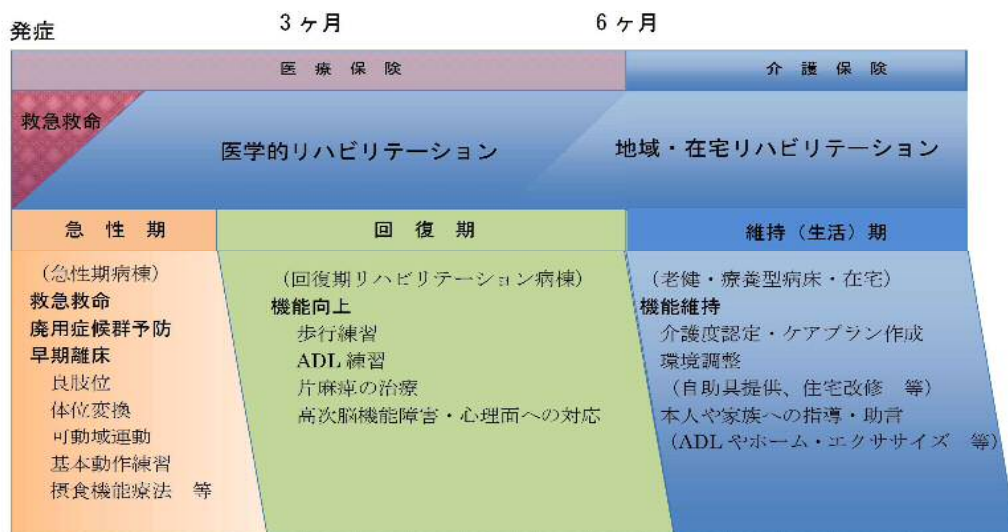 発症 3ヶ月 6ヶ月
医療保険 介護保険
救急救命
医学的リハビリテーション 地域・在宅リハビリテーション
急性期 回復期 維持（生活）期
（急性期病棟）
救急救命
廃用症候群予防
早期離床
良肢位
体位変換
可動域運動
基本動作練習
摂食機能療法　等
（回復期リハビリテーション病棟）
機能向上
歩行練習
ADL 練習
片麻痺の治療
高次脳機能障害・心理面への対応
（老健・療養型病床・在宅）
機能維持
介護度認定・ケアプラン作成
環境調整
（自助具提供、住宅改修　等）
本人や家族への指導・助言
（ADL やホーム・エクササイズ　等）